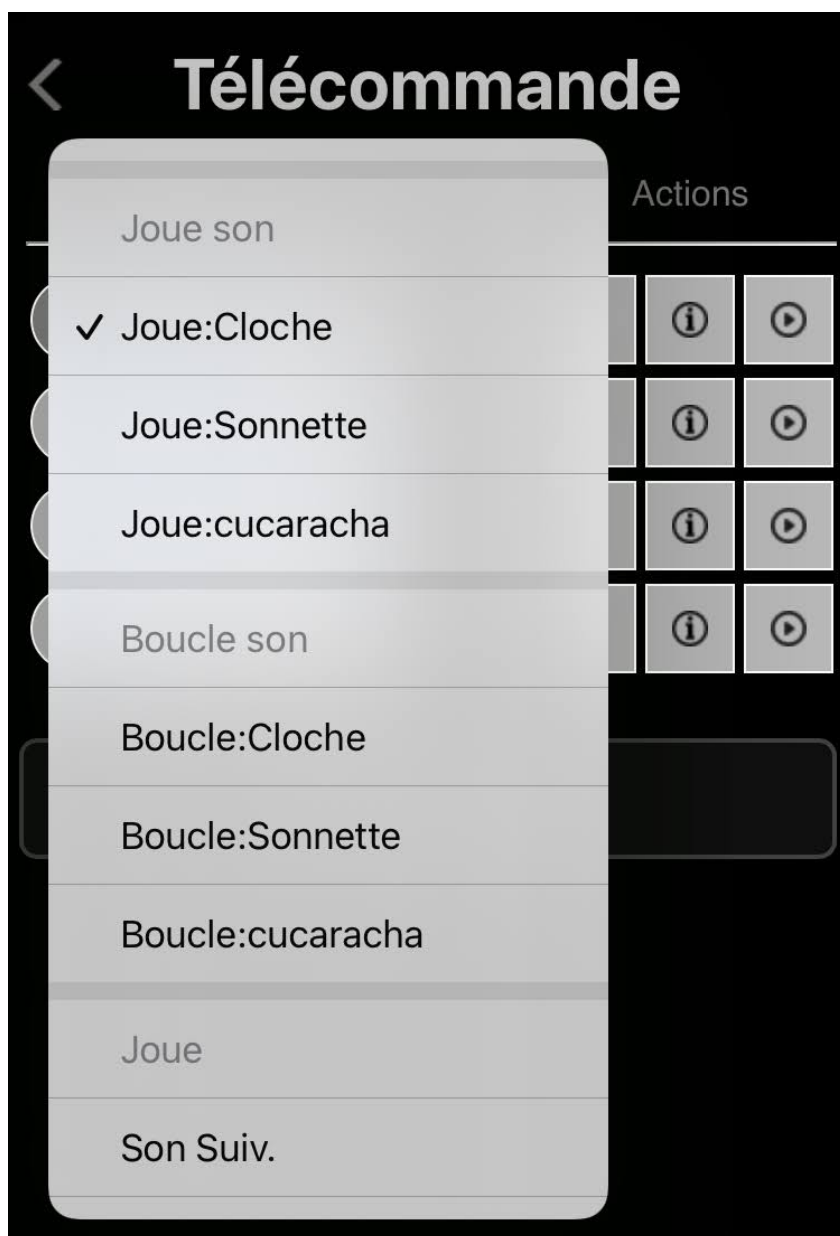 Télécommande
Actions
Joue son
✓ Joue:Cloche
Joue:Sonnette
Joue:cucaracha
Boucle son
Boucle:Cloche
Boucle:Sonnette
Boucle:cucaracha
Joue
Son Suiv.